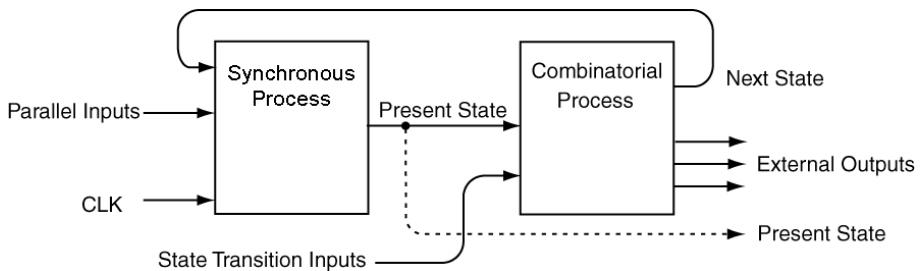 Synchronous
Process
Combinatorial
Process
Next State
Parallel Inputs
Present State
External Outputs
CLK
Present State
State Transition Inputs